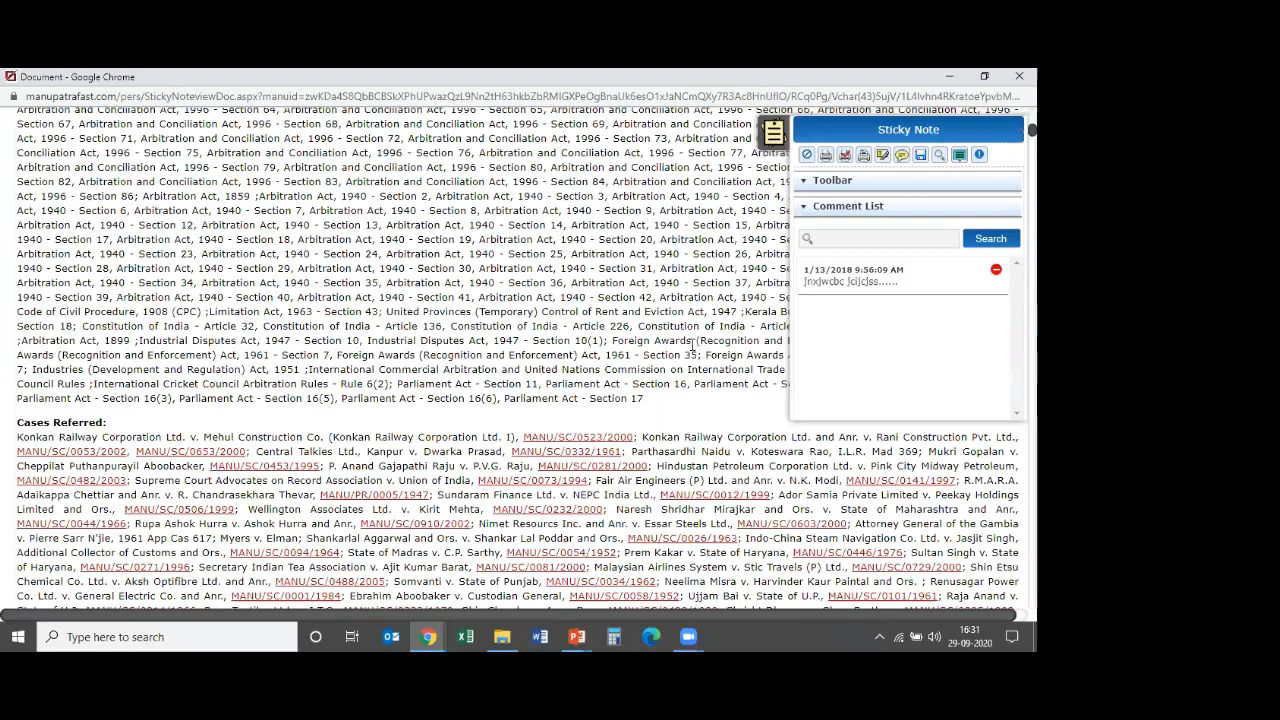 Document - Google Chrome
manupatrafast.com/pers/StickyNoteviewDoc.aspx?manuid=
Arbitration and Conciliation Act, 1996 - Section 64, Arbitration and Conciliation Act, 1996 - Section 65, Arbitration and Conciliation Act, 1996 - Section 66, Arbitration and Conciliation Act, 1996 -
Section 67, Arbitration and Conciliation Act, 1996 - Section 68, Arbitration and Conciliation Act, 1996 - Section 69, Arbitration and Concilia
Act, 1996 - Section 71, Arbitration and Conciliation Act, 1996 - Section 72, Arbitration and Conciliation Act, 1996 - Section 73, Arbitration
Conciliation Act, 1996 - Section 75, Arbitration and Conciliation Act, 1996 - Section 76, Arbitration and Conciliation Act, 1996 - Section 77,
Act, 1996 - Section 79, Arbitration and Conciliation Act, 1996 - Section 80, Arbitration and Conciliation Act, 1996 - Section 81, Arbitration
Section 82, Arbitration and Conciliation Act, 1996 - Section 83, Arbitration and Conciliation Act, 1996 - Section 84, Arbitration and Conciliation Act, 19
Act, 1996 - Section 86; Arbitration Act, 1859 ;Arbitration Act, 1940 - Section 2, Arbitration Act, 1940 - Section 3, Arbitration Act, 1940 - Section 4,
Act, 1940 - Section 6, Arbitration Act, 1940 - Section 7, Arbitration Act, 1940 - Section 8, Arbitration Act, 1940 - Section 9, Arbitration Act, 1940
Arbitration Act, 1940 - Section 12, Arbitration Act, 1940 - Section 13, Arbitration Act, 1940 - Section 14, Arbitration Act, 1940 - Section 15, Arbitration
1940 - Section 17, Arbitration Act, 1940 - Section 18, Arbitration Act, 1940 - Section 19, Arbitration Act, 1940 - Section 20, Arbitration Act, 1940
Act, 1940 - Section 23, Arbitration Act, 1940 - Section 24, Arbitration Act, 1940 - Section 25, Arbitration Act, 1940 - Section 26,
1940 - Section 28, Arbitration Act, 1940 - Section 29, Arbitration Act, 1940 - Section 30, Arbitration Act, 1940 - Section 31, Arbitration Act, 1940
Act, 1940 - Section 34, Arbitration Act, 1940 - Section 35, Arbitration Act, 1940 - Section 36, Arbitration Act, 1940 - Section 37,
1940 - Section 39, Arbitration Act, 1940 - Section 40, Arbitration Act, 1940 - Section 41, Arbitration Act, 1940 - Section 42, Arbitration Act, 1940
Code of Civil Procedure, 1908 (CPC) ;Limitation Act, 1963 - Section 43; United Provinces (Temporary) Control of Rent and Eviction Act, 1947 ;Kerala
Section 18; Constitution of India - Article 32, Constitution of India - Article 136, Constitution of India - Article 226, Constitution of India - Article
;Arbitration Act, 1899 ;Industrial Disputes Act, 1947 - Section 10, Industrial Disputes Act, 1947 - Section 10(1); Foreign Awards (Recognition and
Awards (Recognition and Enforcement) Act, 1961 - Section 7, Foreign Awards (Recognition and Enforcement) Act, 1961 - Section 35; Foreign Awards
7; Industries (Development and Regulation) Act, 1951 ;International Commercial Arbitration and United Nations Commission on International Trade
Council Rules ;International Cricket Council Arbitration Rules - Rule 6(2); Parliament Act - Section 11, Parliament Act - Section 16, Parliament Act
Parliament Act - Section 16(3), Parliament Act - Section 16(5), Parliament Act - Section 16(6), Parliament Act - Section 17
Sticky Note
Toolbar
Comment List
Search
1/13/2018 9:56:09 AM
jnxjwcbc jdijcjss......
Cases Referred:
Konkan Railway Corporation Ltd. v. Mehul Construction Co. (Konkan Railway Corporation Ltd. I), MANU/SC/0523/2000; Konkan Railway Corporation Ltd. and Anr. v. Rani Construction Pvt. Ltd.,
MANU/SC/0053/2002, MANU/SC/0653/2000; Central Talkies Ltd., Kanpur v. Dwarka Prasad, MANU/SC/0332/1961; Parthasardhi Naidu v. Koteswara Rao, I.L.R. Mad 369; Mukri Gopalan v.
Cheppilat Puthanpurayil Aboobacker, MANU/SC/0453/1995; P. Anand Gajapathi Raju v. P.V.G. Raju, MANU/SC/0281/2000; Hindustan Petroleum Corporation Ltd. v. Pink City Midway Petroleum,
MANU/SC/0482/2003; Supreme Court Advocates on Record Association v. Union of India, MANU/SC/0073/1994; Fair Air Engineers (P) Ltd. and Anr. v. N.K. Modi, MANU/SC/0141/1997; R.M.A.R.A.
Adaikappa Chettiar and Anr. v. R. Chandrasekhara Thevar, MANU/PR/0005/1947; Sundaram Finance Ltd. v. NEPC India Ltd., MANU/SC/0012/1999; Ador Samia Private Limited v. Peekay Holdings
Limited and Ors., MANU/SC/0506/1999; Wellington Associates Ltd. v. Kirit Mehta, MANU/SC/0232/2000; Naresh Shridhar Mirajkar and Ors. v. State of Maharashtra and Anr.,
MANU/SC/0044/1966; Rupa Ashok Hurra v. Ashok Hurra and Anr., MANU/SC/0910/2002; Nimet Resourcs Inc. and Anr. v. Essar Steels Ltd., MANU/SC/0603/2000; Attorney General of the Gambia
v. Pierre Sarr N'jie, 1961 App Cas 617; Myers v. Elman; Shankarlal Aggarwal and Ors. v. Shankar Lal Poddar and Ors., MANU/SC/0026/1963; Indo-China Steam Navigation Co. Ltd. v. Jasjit Singh,
Additional Collector of Customs and Ors., MANU/SC/0094/1964; State of Madras v. C.P. Sarthy, MANU/SC/0054/1952; Prem Kakar v. State of Haryana, MANU/SC/0446/1976; Sultan Singh v. State
of Haryana, MANU/SC/0271/1996; Secretary Indian Tea Association v. Ajit Kumar Barat, MANU/SC/0081/2000; Malaysian Airlines System v. Stic Travels (P) Ltd., MANU/SC/0729/2000; Shin Etsu
Chemical Co. Ltd. v. Aksh Optifibre Ltd. and Anr., MANU/SC/0488/2005; Somvanti v. State of Punjab, MANU/SC/0034/1962; Neelima Misra v. Harvinder Kaur Paintal and Ors. ; Renusagar Power
Co. Ltd. v. General Electric Co. and Anr., MANU/SC/0001/1984; Ebrahim Aboobaker v. Custodian General, MANU/SC/0058/1952; Ujjam Bai v. State of U.P., MANU/SC/0101/1961; Raja Anand v.
Type here to search
16:31
29-09-2020